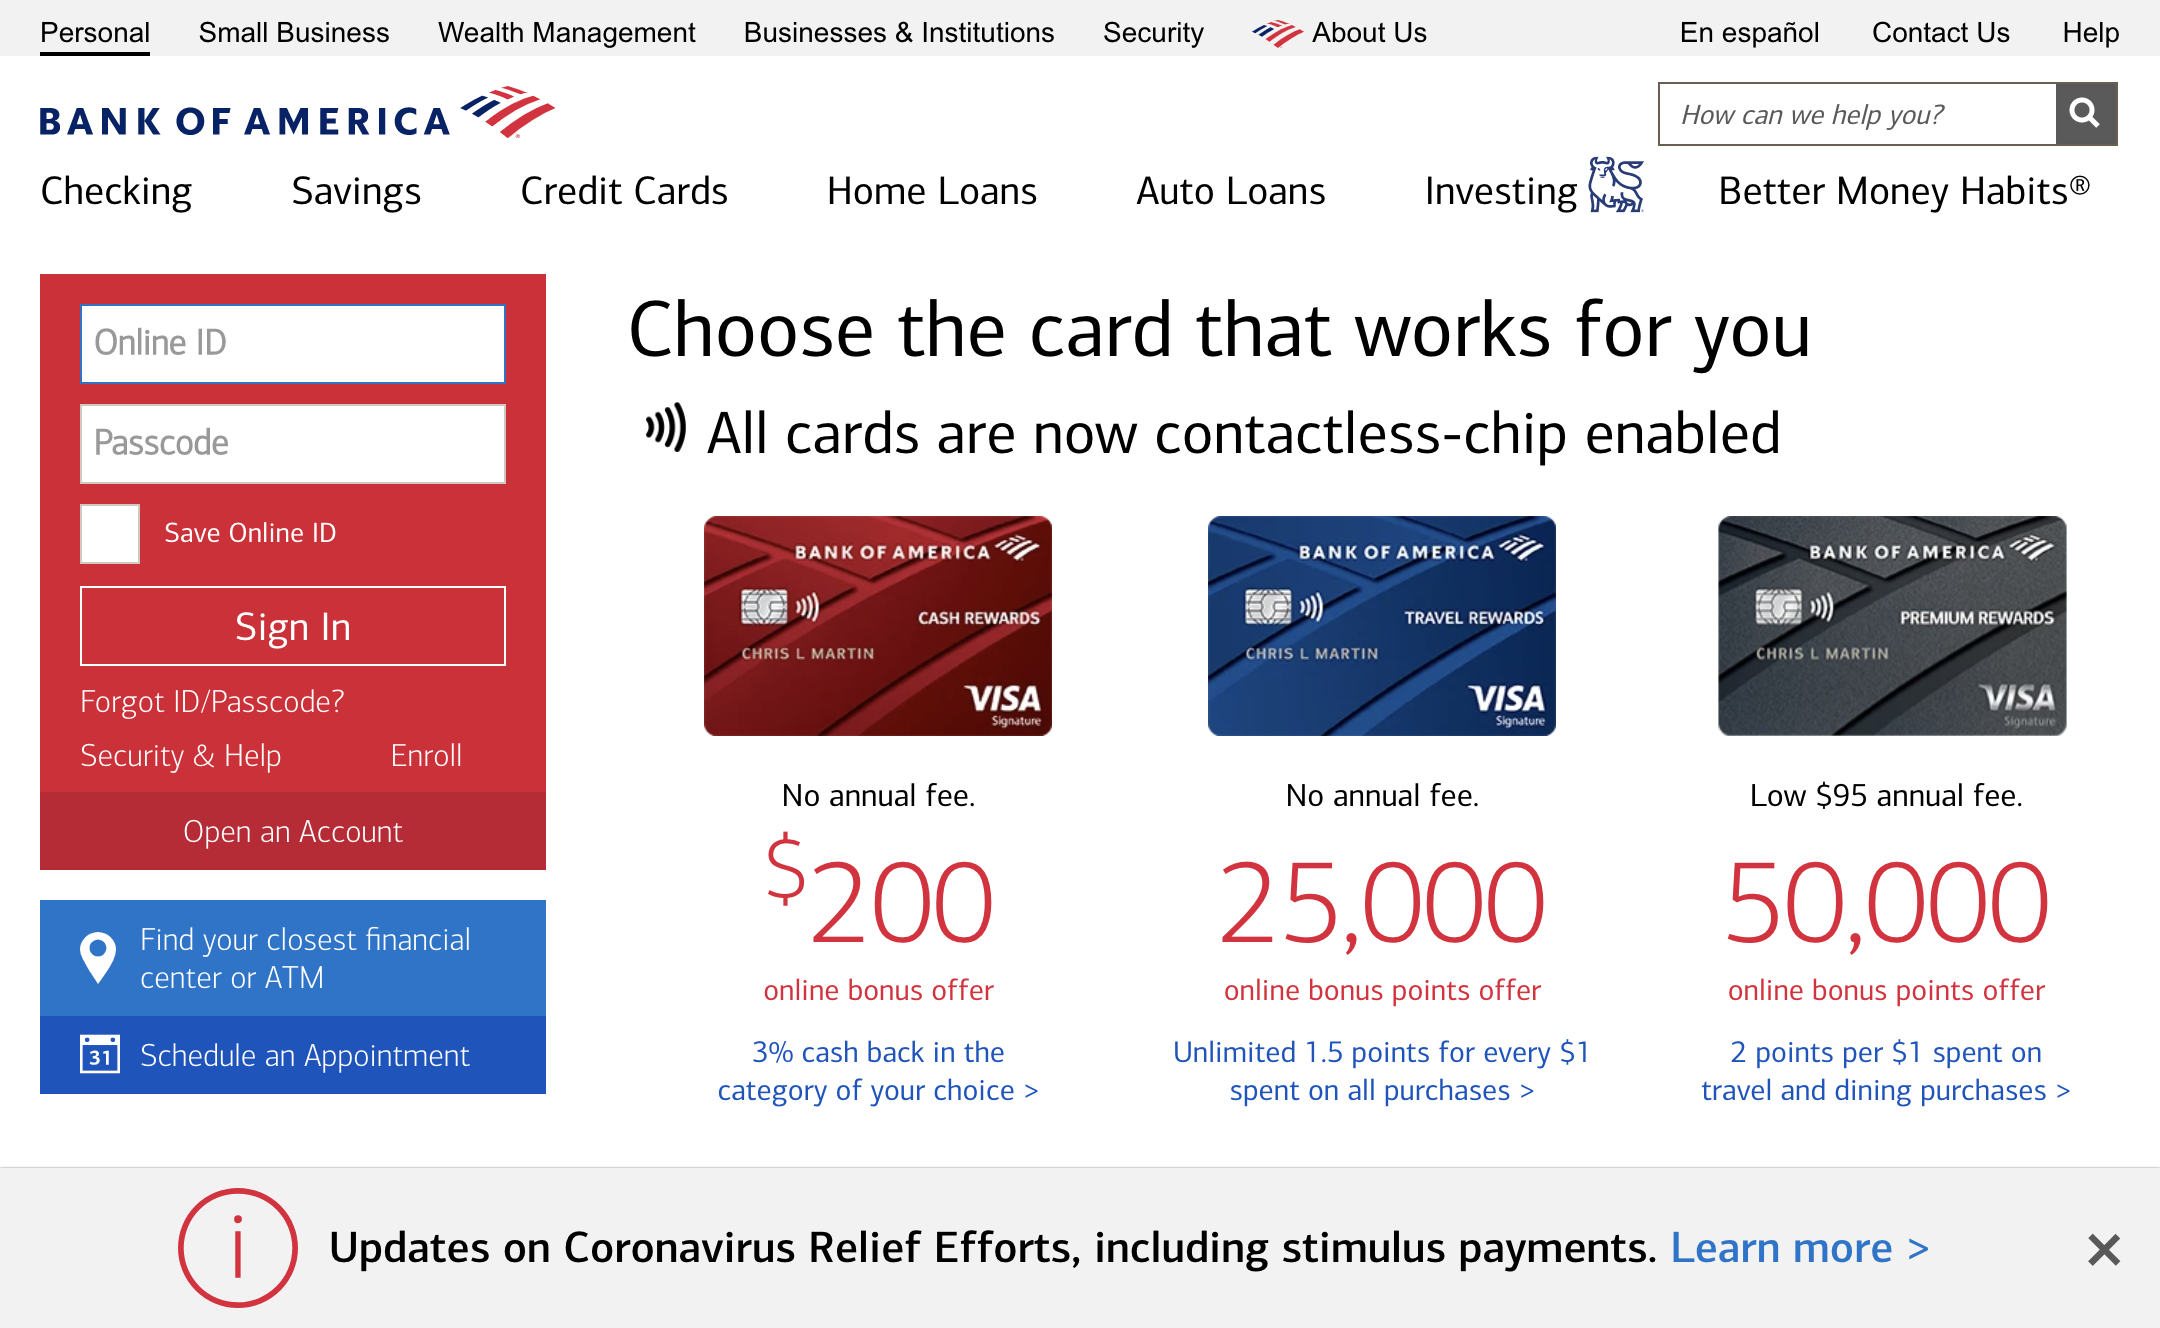 Personal Small Business Wealth Management Businesses & Institutions Security About Us En español Contact Us Help
BANK OF AMERICA
How can we help you?
Checking Savings Credit Cards Home Loans Auto Loans Investing Better Money Habits®
Online ID
Passcode
Save Online ID
Sign In
Forgot ID/Passcode?
Security & Help Enroll
Open an Account
Find your closest financial
center or ATM
31 Schedule an Appointment
Choose the card that works for you
All cards are now contactless-chip enabled
BANK OF AMERICA
CASH REWARDS
CHRIS L MARTIN
VISA
Signature
No annual fee.
$200
online bonus offer
3% cash back in the
category of your choice >
BANK OF AMERICA
TRAVEL REWARDS
CHRIS L MARTIN
VISA
Signature
No annual fee.
25,000
online bonus points offer
Unlimited 1.5 points for every $1
spent on all purchases >
BANK OF AMERICA
PREMIUM REWARDS
CHRIS L MARTIN
VISA
Signature
Low $95 annual fee.
50,000
online bonus points offer
2 points per $1 spent on
travel and dining purchases >
Updates on Coronavirus Relief Efforts, including stimulus payments. Learn more >